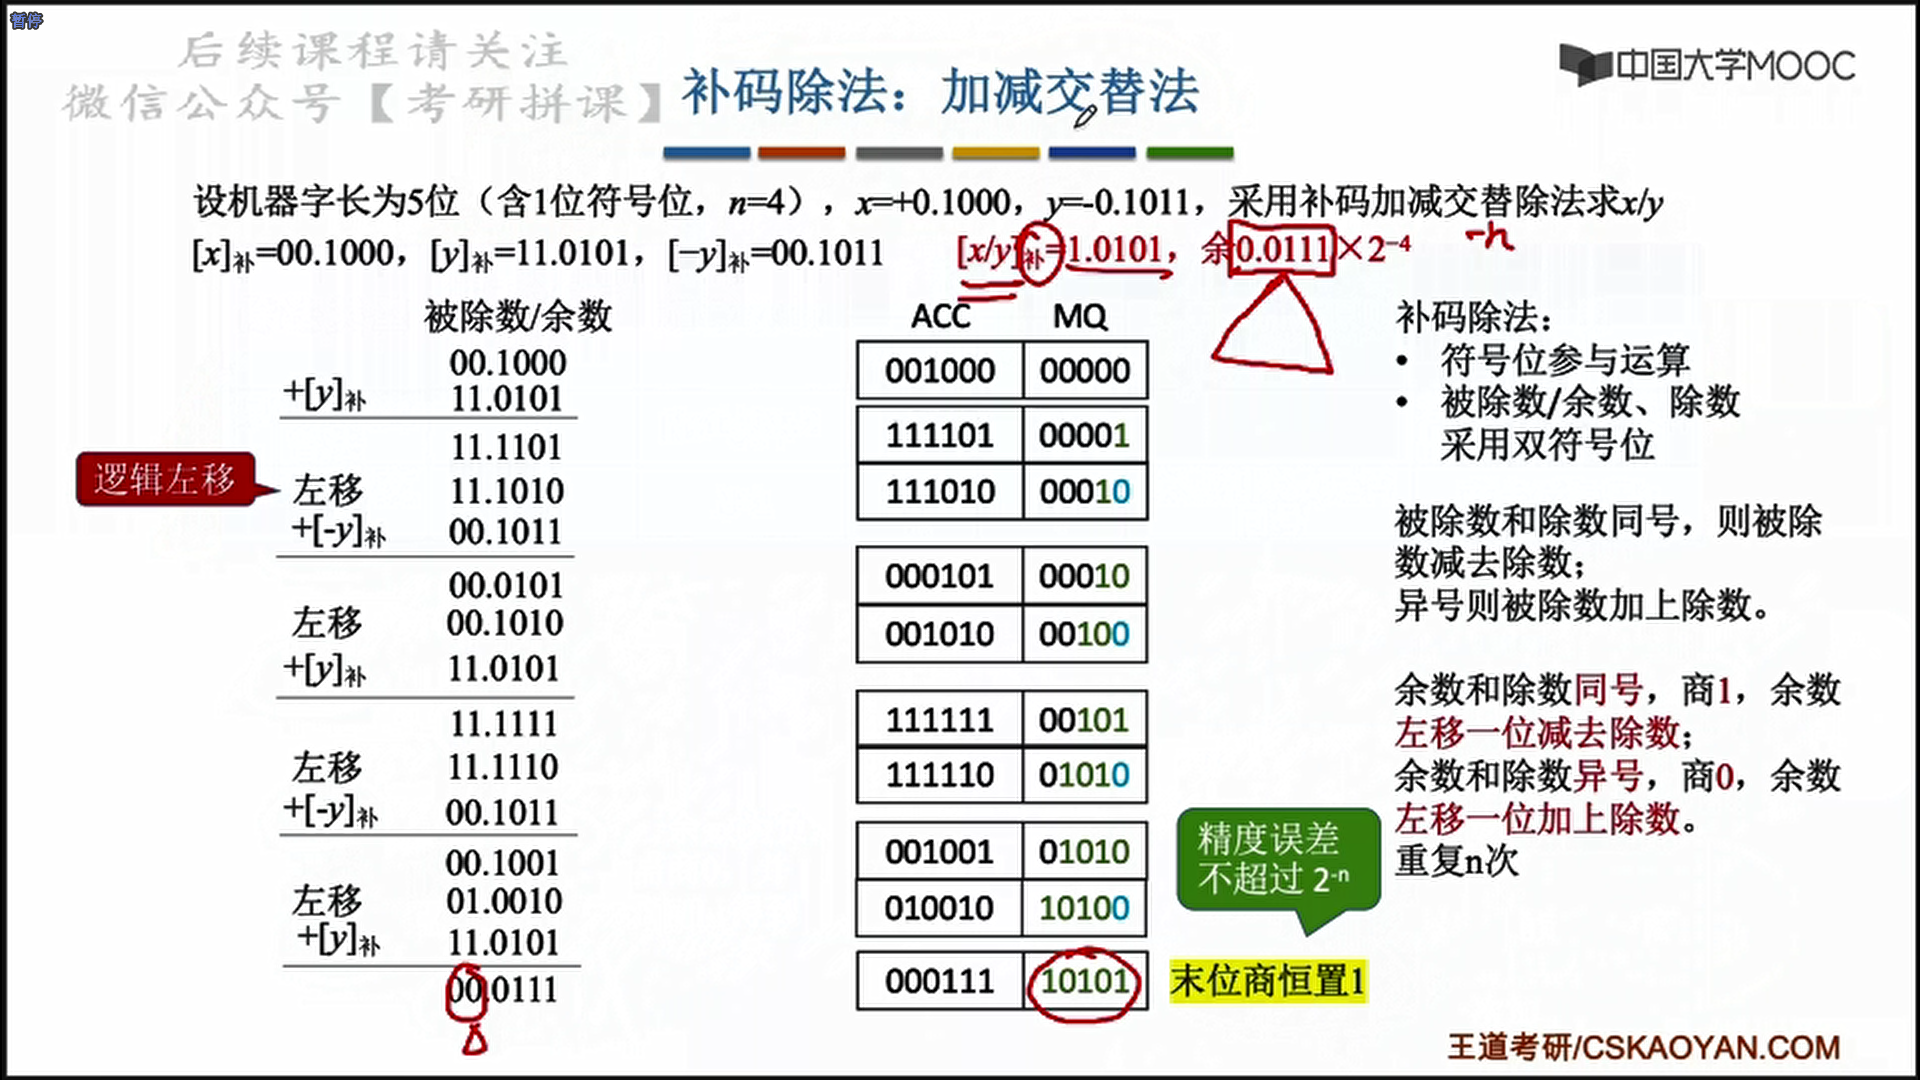 暂停
后续课程请关注
微信公众号【考研拼课】
中国大学MOOC
补码除法：加减交替法
设机器字长为5位（含1位符号位，n=4），x=+0.1000，y=-0.1011，采用补码加减交替除法求x/y
[x]补=00.1000，[y]补=11.0101，[−y]补=00.1011
[x/y]补=1.0101，余0.0111×2⁻⁴
-n
被除数/余数
00.1000
+[y]补 11.0101
11.1101
逻辑左移
左移 11.1010
+[-y]补 00.1011
00.0101
左移 00.1010
+[y]补 11.0101
11.1111
左移 11.1110
+[-y]补 00.1011
00.1001
左移 01.0010
+[y]补 11.0101
00.0111
ACC MQ
001000 00000
111101 00001
111010 00010
000101 00010
001010 00100
111111 00101
111110 01010
001001 01010
010010 10100
000111 10101
精度误差
不超过 2⁻ⁿ
末位商恒置1
补码除法：
• 符号位参与运算
• 被除数/余数、除数
采用双符号位
被除数和除数同号，则被除
数减去除数；
异号则被除数加上除数。
余数和除数同号，商1，余数
左移一位减去除数；
余数和除数异号，商0，余数
左移一位加上除数。
重复n次
王道考研/CSKAOYAN.COM